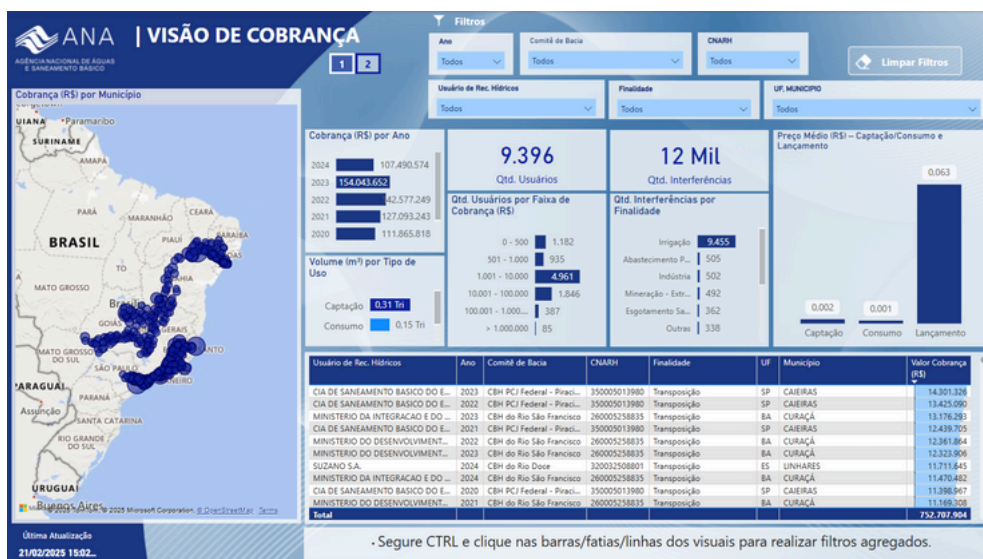 ANA
AGÊNCIA NACIONAL DE ÁGUAS
E SANEAMENTO BÁSICO
| VISÃO DE COBRANÇA
1 2
Filtros
Ano
Todos
Comitê de Bacia
Todos
CNARH
Todos
Limpar Filtros
Usuário de Rec. Hídricos
Todos
Finalidade
Todos
UF, MUNICIPIO
Todos
Cobrança (R$) por Município
UIANA
Paramaribo
SURINAME
AMAPÁ
PARÁ
MARANHÃO
CEARÁ
PARAÍBA
PIAUÍ
BRASIL
TO
BAHIA
MATO GROSSO
GOIÁS
MATO GROSSO
DO SUL
SÃO PAULO
PARAGUAI
PARANÁ
Assunção
SANTA CATARINA
RIO GRANDE
DO SUL
URUGUAI
Buenos Aires
© 2025 Microsoft Corporation, © OpenStreetMap Terms
Última Atualização
21/02/2025 15:02...
Cobrança (R$) por Ano
2024 107.490.574
2023 154.043.652
2022 42.577.249
2021 127.093.243
2020 111.865.818
Volume (m³) por Tipo de
Uso
Captação 0,31 Tri
Consumo 0,15 Tri
9.396
Qtd. Usuários
12 Mil
Qtd. Interferências
Qtd. Usuários por Faixa de
Cobrança (R$)
0 - 500 1.182
501 - 1.000 935
1.001 - 10.000 4.961
10.001 - 100.000 1.846
100.001 - 1.000... 387
> 1.000.000 85
Qtd. Interferências por
Finalidade
Irrigação 9.455
Abastecimento P... 505
Indústria 502
Mineração - Extr... 492
Esgotamento Sa... 362
Outras 338
Preço Médio (R$) – Captação/Consumo e
Lançamento
0.002
0.001
0.063
Captação Consumo Lançamento
Usuário de Rec. Hídricos Ano Comitê de Bacia CNARH Finalidade UF Município Valor Cobrança (R$)
CIA DE SANEAMENTO BASICO DO E... 2023 CBH PCJ Federal - Piraci... 350005013980 Transposição SP CAIEIRAS 14.301.326
CIA DE SANEAMENTO BASICO DO E... 2022 CBH PCJ Federal - Piraci... 350005013980 Transposição SP CAIEIRAS 13.425.090
MINISTERIO DA INTEGRACAO E DO ... 2023 CBH do Rio São Francisco 260005258835 Transposição BA CURAÇÁ 13.176.293
CIA DE SANEAMENTO BASICO DO E... 2021 CBH PCJ Federal - Piraci... 350005013980 Transposição SP CAIEIRAS 12.439.705
MINISTERIO DO DESENVOLVIMENT... 2022 CBH do Rio São Francisco 260005258835 Transposição BA CURAÇÁ 12.361.864
MINISTERIO DO DESENVOLVIMENT... 2023 CBH do Rio São Francisco 260005258835 Transposição BA CURAÇÁ 12.323.906
SUZANO S.A. 2024 CBH do Rio Doce 320032508801 Transposição ES LINHARES 11.711.645
MINISTERIO DA INTEGRACAO E DO ... 2024 CBH do Rio São Francisco 260005258835 Transposição BA CURAÇÁ 11.470.482
CIA DE SANEAMENTO BASICO DO E... 2020 CBH PCJ Federal - Piraci... 350005013980 Transposição SP CAIEIRAS 11.398.967
MINISTERIO DO DESENVOLVIMENT... 2021 CBH do Rio São Francisco 260005258835 Transposição BA CURAÇÁ 11.169.308
Total 752.707.904
- Segure CTRL e clique nas barras/fatias/linhas dos visuais para realizar filtros agregados.